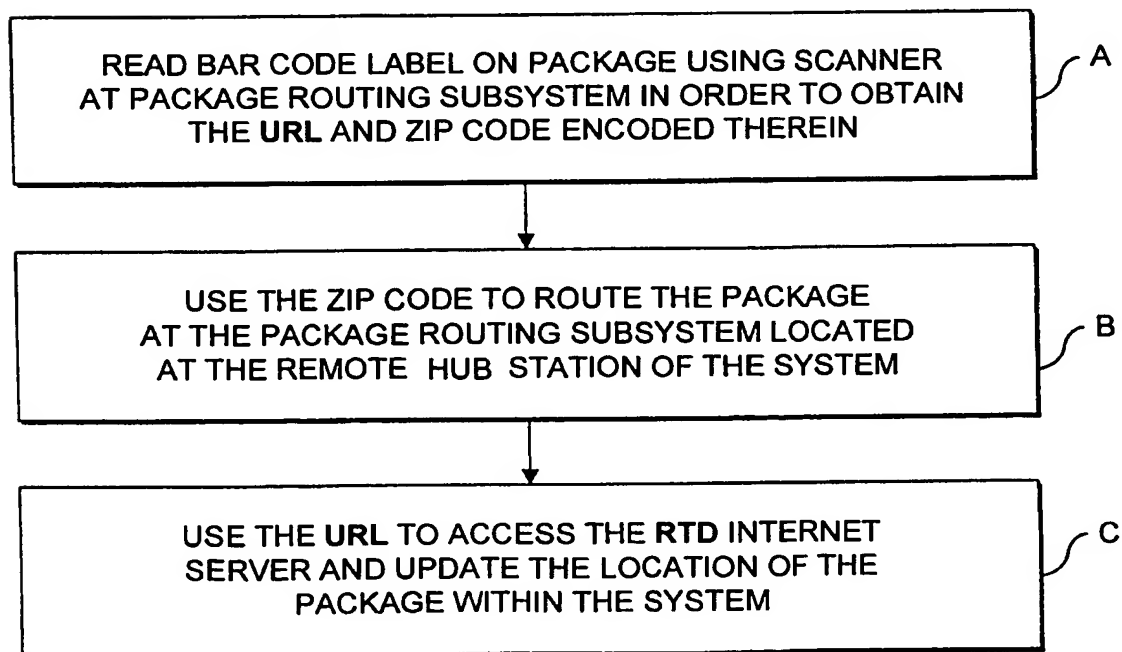 READ BAR CODE LABEL ON PACKAGE USING SCANNER
AT PACKAGE ROUTING SUBSYSTEM IN ORDER TO OBTAIN
THE URL AND ZIP CODE ENCODED THEREIN
A
USE THE ZIP CODE TO ROUTE THE PACKAGE
AT THE PACKAGE ROUTING SUBSYSTEM LOCATED
AT THE REMOTE HUB STATION OF THE SYSTEM
B
USE THE URL TO ACCESS THE RTD INTERNET
SERVER AND UPDATE THE LOCATION OF THE
PACKAGE WITHIN THE SYSTEM
C